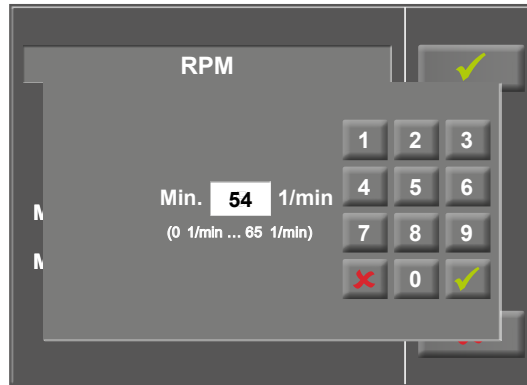 RPM
1 2 3
Min. 54 1/min
4 5 6
(0 1/min ... 65 1/min)
7 8 9
0
M
M